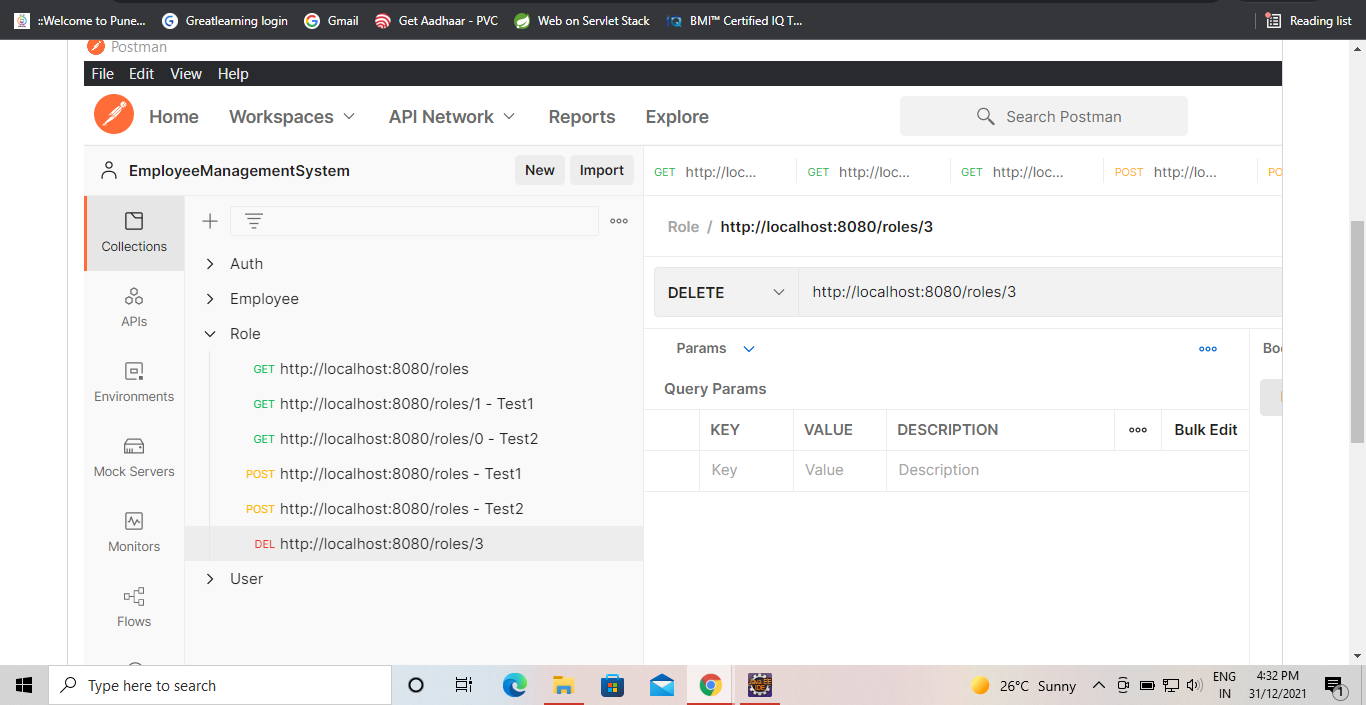 ::Welcome to Pune...
Greatlearning login
Gmail
Get Aadhaar - PVC
Web on Servlet Stack
BMI™ Certified IQ T...
Reading list
Postman
File Edit View Help
Home Workspaces API Network Reports Explore
Search Postman
EmployeeManagementSystem
New Import
GET http://loc...
GET http://loc...
GET http://loc...
POST http://lo...
PO
Collections
APIs
Environments
Mock Servers
Monitors
Flows
Auth
Employee
Role
GET http://localhost:8080/roles
GET http://localhost:8080/roles/1 - Test1
GET http://localhost:8080/roles/0 - Test2
POST http://localhost:8080/roles - Test1
POST http://localhost:8080/roles - Test2
DEL http://localhost:8080/roles/3
User
Role / http://localhost:8080/roles/3
DELETE http://localhost:8080/roles/3
Params
Query Params
KEY VALUE DESCRIPTION Bulk Edit
Key Value Description
Type here to search
26°C Sunny
ENG
IN
4:32 PM
31/12/2021
1